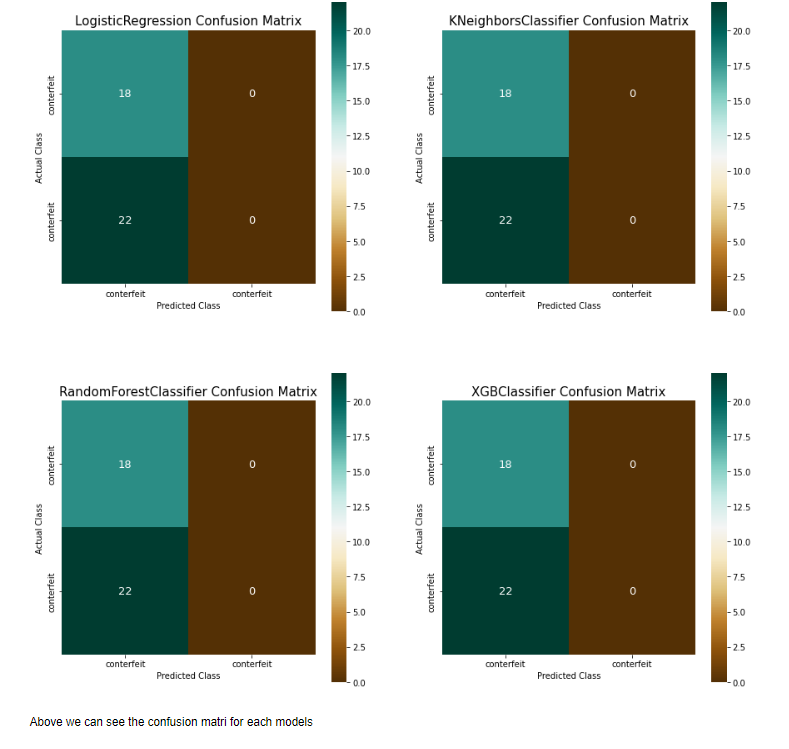 LogisticRegression Confusion Matrix
KNeighborsClassifier Confusion Matrix
conterfeit
conterfeit
Actual Class
18
0
22
0
conterfeit
conterfeit
Predicted Class
20.0
17.5
15.0
12.5
10.0
7.5
5.0
2.5
0.0
conterfeit
conterfeit
Actual Class
18
0
22
0
conterfeit
conterfeit
Predicted Class
20.0
17.5
15.0
12.5
10.0
7.5
5.0
2.5
0.0
RandomForestClassifier Confusion Matrix
XGBClassifier Confusion Matrix
conterfeit
conterfeit
Actual Class
18
0
22
0
conterfeit
conterfeit
Predicted Class
20.0
17.5
15.0
12.5
10.0
7.5
5.0
2.5
0.0
conterfeit
conterfeit
Actual Class
18
0
22
0
conterfeit
conterfeit
Predicted Class
20.0
17.5
15.0
12.5
10.0
7.5
5.0
2.5
0.0
Above we can see the confusion matri for each models